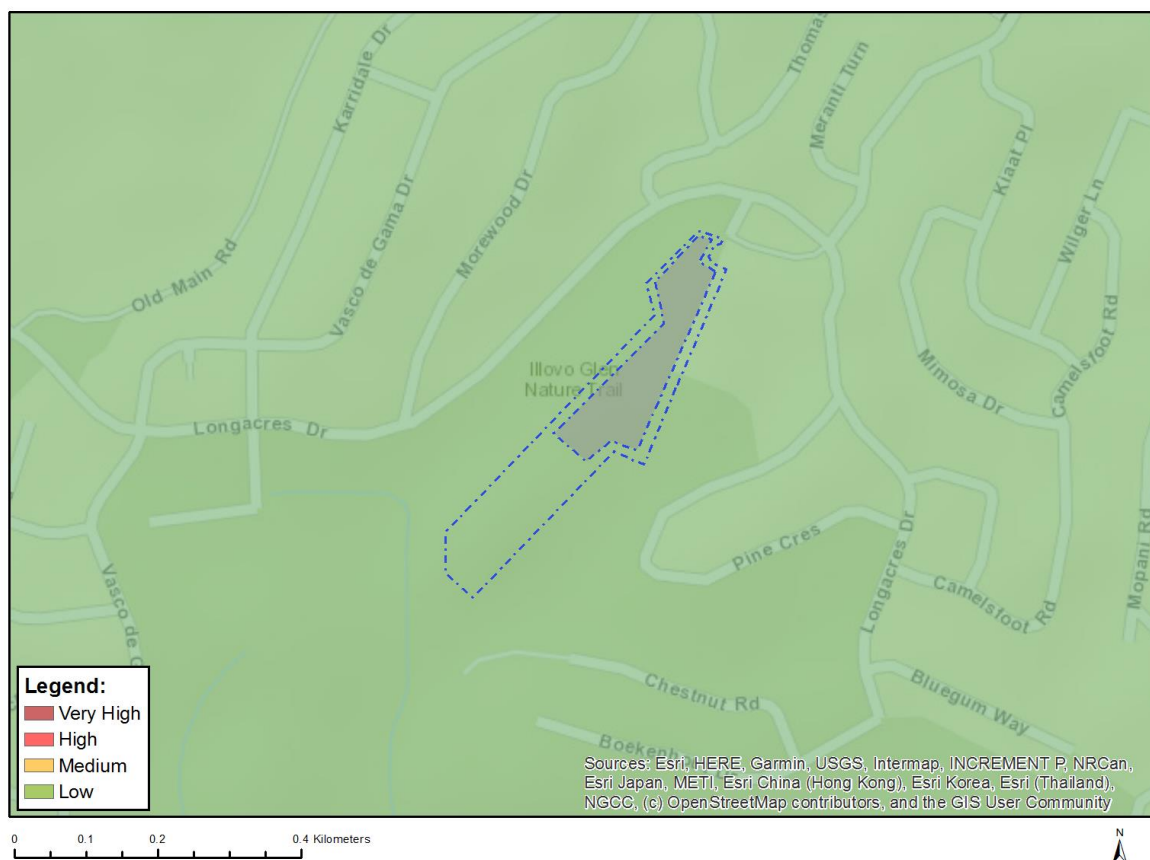 Thomas
Karridale Dr
Meranti Turn
Kiaat Pl
Wilger Ln
Vasco de Gama Dr
Morewood Dr
Old Main Rd
Illovo Glen
Nature Trail
Mimosa Dr
Camelsfoot Rd
Longacres Dr
Pine Cres
Longacres Dr
Camelsfoot Rd
Mopani Rd
Vasco de G
Chestnut Rd
Bluegum Way
Legend:
Very High
High
Medium
Low
Sources: Esri, HERE, Garmin, USGS, Intermap, INCREMENT P, NRCan,
Esri Japan, METI, Esri China (Hong Kong), Esri Korea, Esri (Thailand),
NGCC, (c) OpenStreetMap contributors, and the GIS User Community
0 0.1 0.2 0.4 Kilometers
N